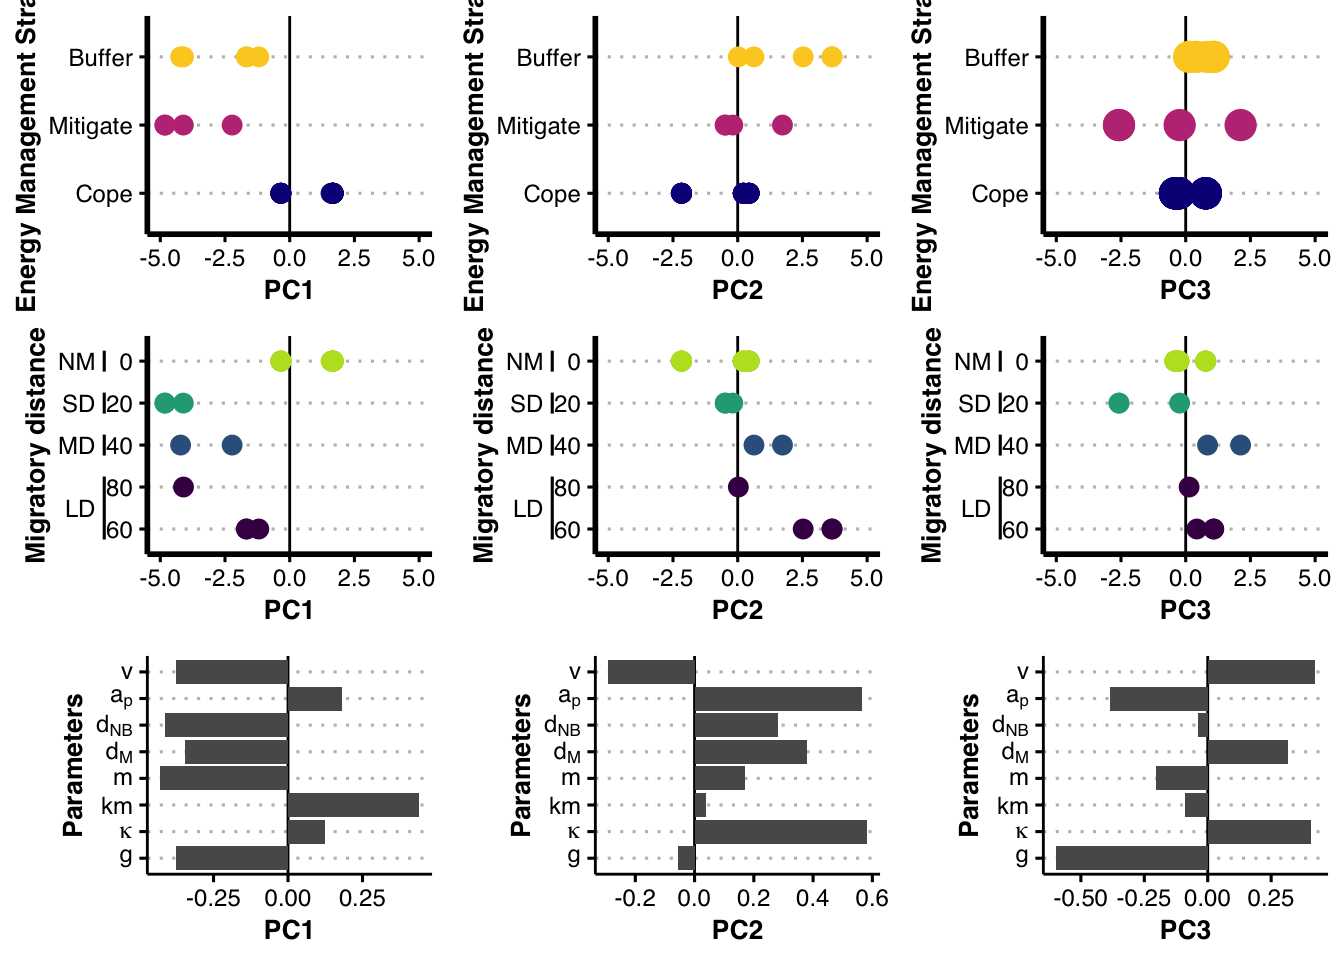 Energy Management Stra
Buffer
Mitigate
Cope
-5.0 -2.5 0.0 2.5 5.0
PC1
Energy Management Stra
Buffer
Mitigate
Cope
-5.0 -2.5 0.0 2.5 5.0
PC2
Energy Management Stra
Buffer
Mitigate
Cope
-5.0 -2.5 0.0 2.5 5.0
PC3
Migratory distance
NM 0
SD 20
MD 40
80
LD
60
-5.0 -2.5 0.0 2.5 5.0
PC1
Migratory distance
NM 0
SD 20
MD 40
80
LD
60
-5.0 -2.5 0.0 2.5 5.0
PC2
Migratory distance
NM 0
SD 20
MD 40
80
LD
60
-5.0 -2.5 0.0 2.5 5.0
PC3
Parameters
v
ap
dNB
dM
m
km
κ
g
-0.25 0.00 0.25
PC1
Parameters
v
ap
dNB
dM
m
km
κ
g
-0.2 0.0 0.2 0.4 0.6
PC2
Parameters
v
ap
dNB
dM
m
km
κ
g
-0.50 -0.25 0.00 0.25
PC3